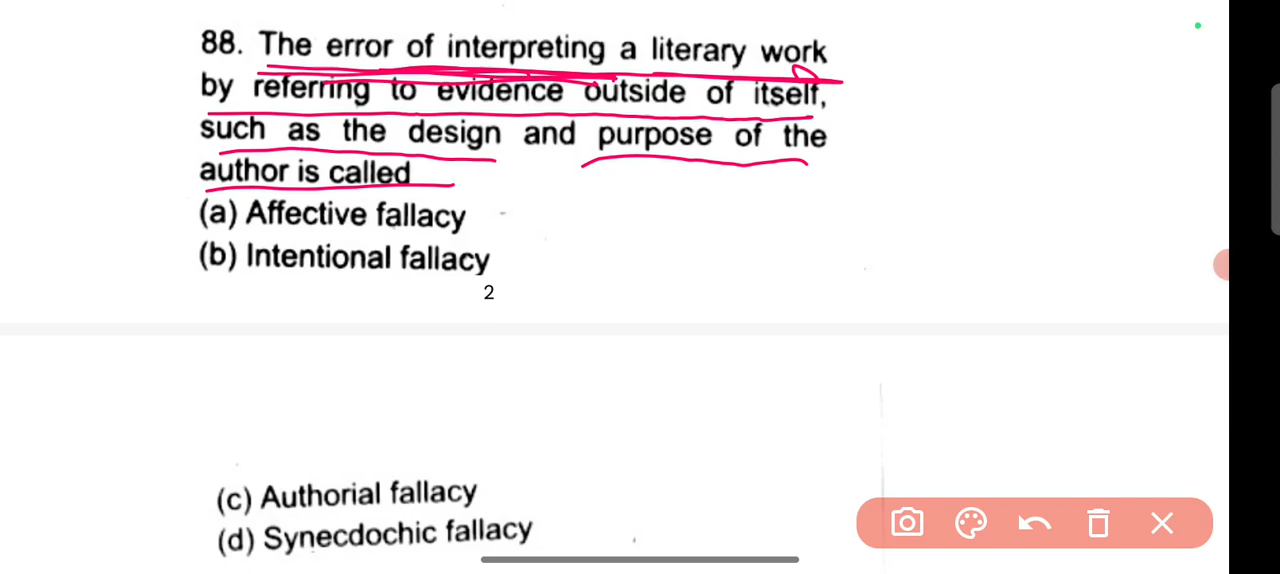 88. The error of interpreting a literary work
by referring to evidence outside of itself,
such as the design and purpose of the
author is called
(a) Affective fallacy
(b) Intentional fallacy
2
(c) Authorial fallacy
(d) Synecdochic fallacy